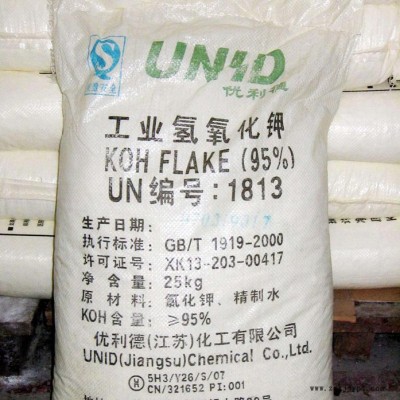 UNID
优利德
工业氢氧化钾
KOH FLAKE (95%)
UN编号:1813
生产日期:
执行标准: GB/T 1919-2000
许可证号: XK13-203-00417
净含量: 25kg
原材料: 氯化钾、精制水
KOH含量: ≥95%
优利德(江苏)化工有限公司
UNID(Jiangsu)Chemical Co.,Ltd.
5H3/Y26/S/07
CN/321652 PI:001